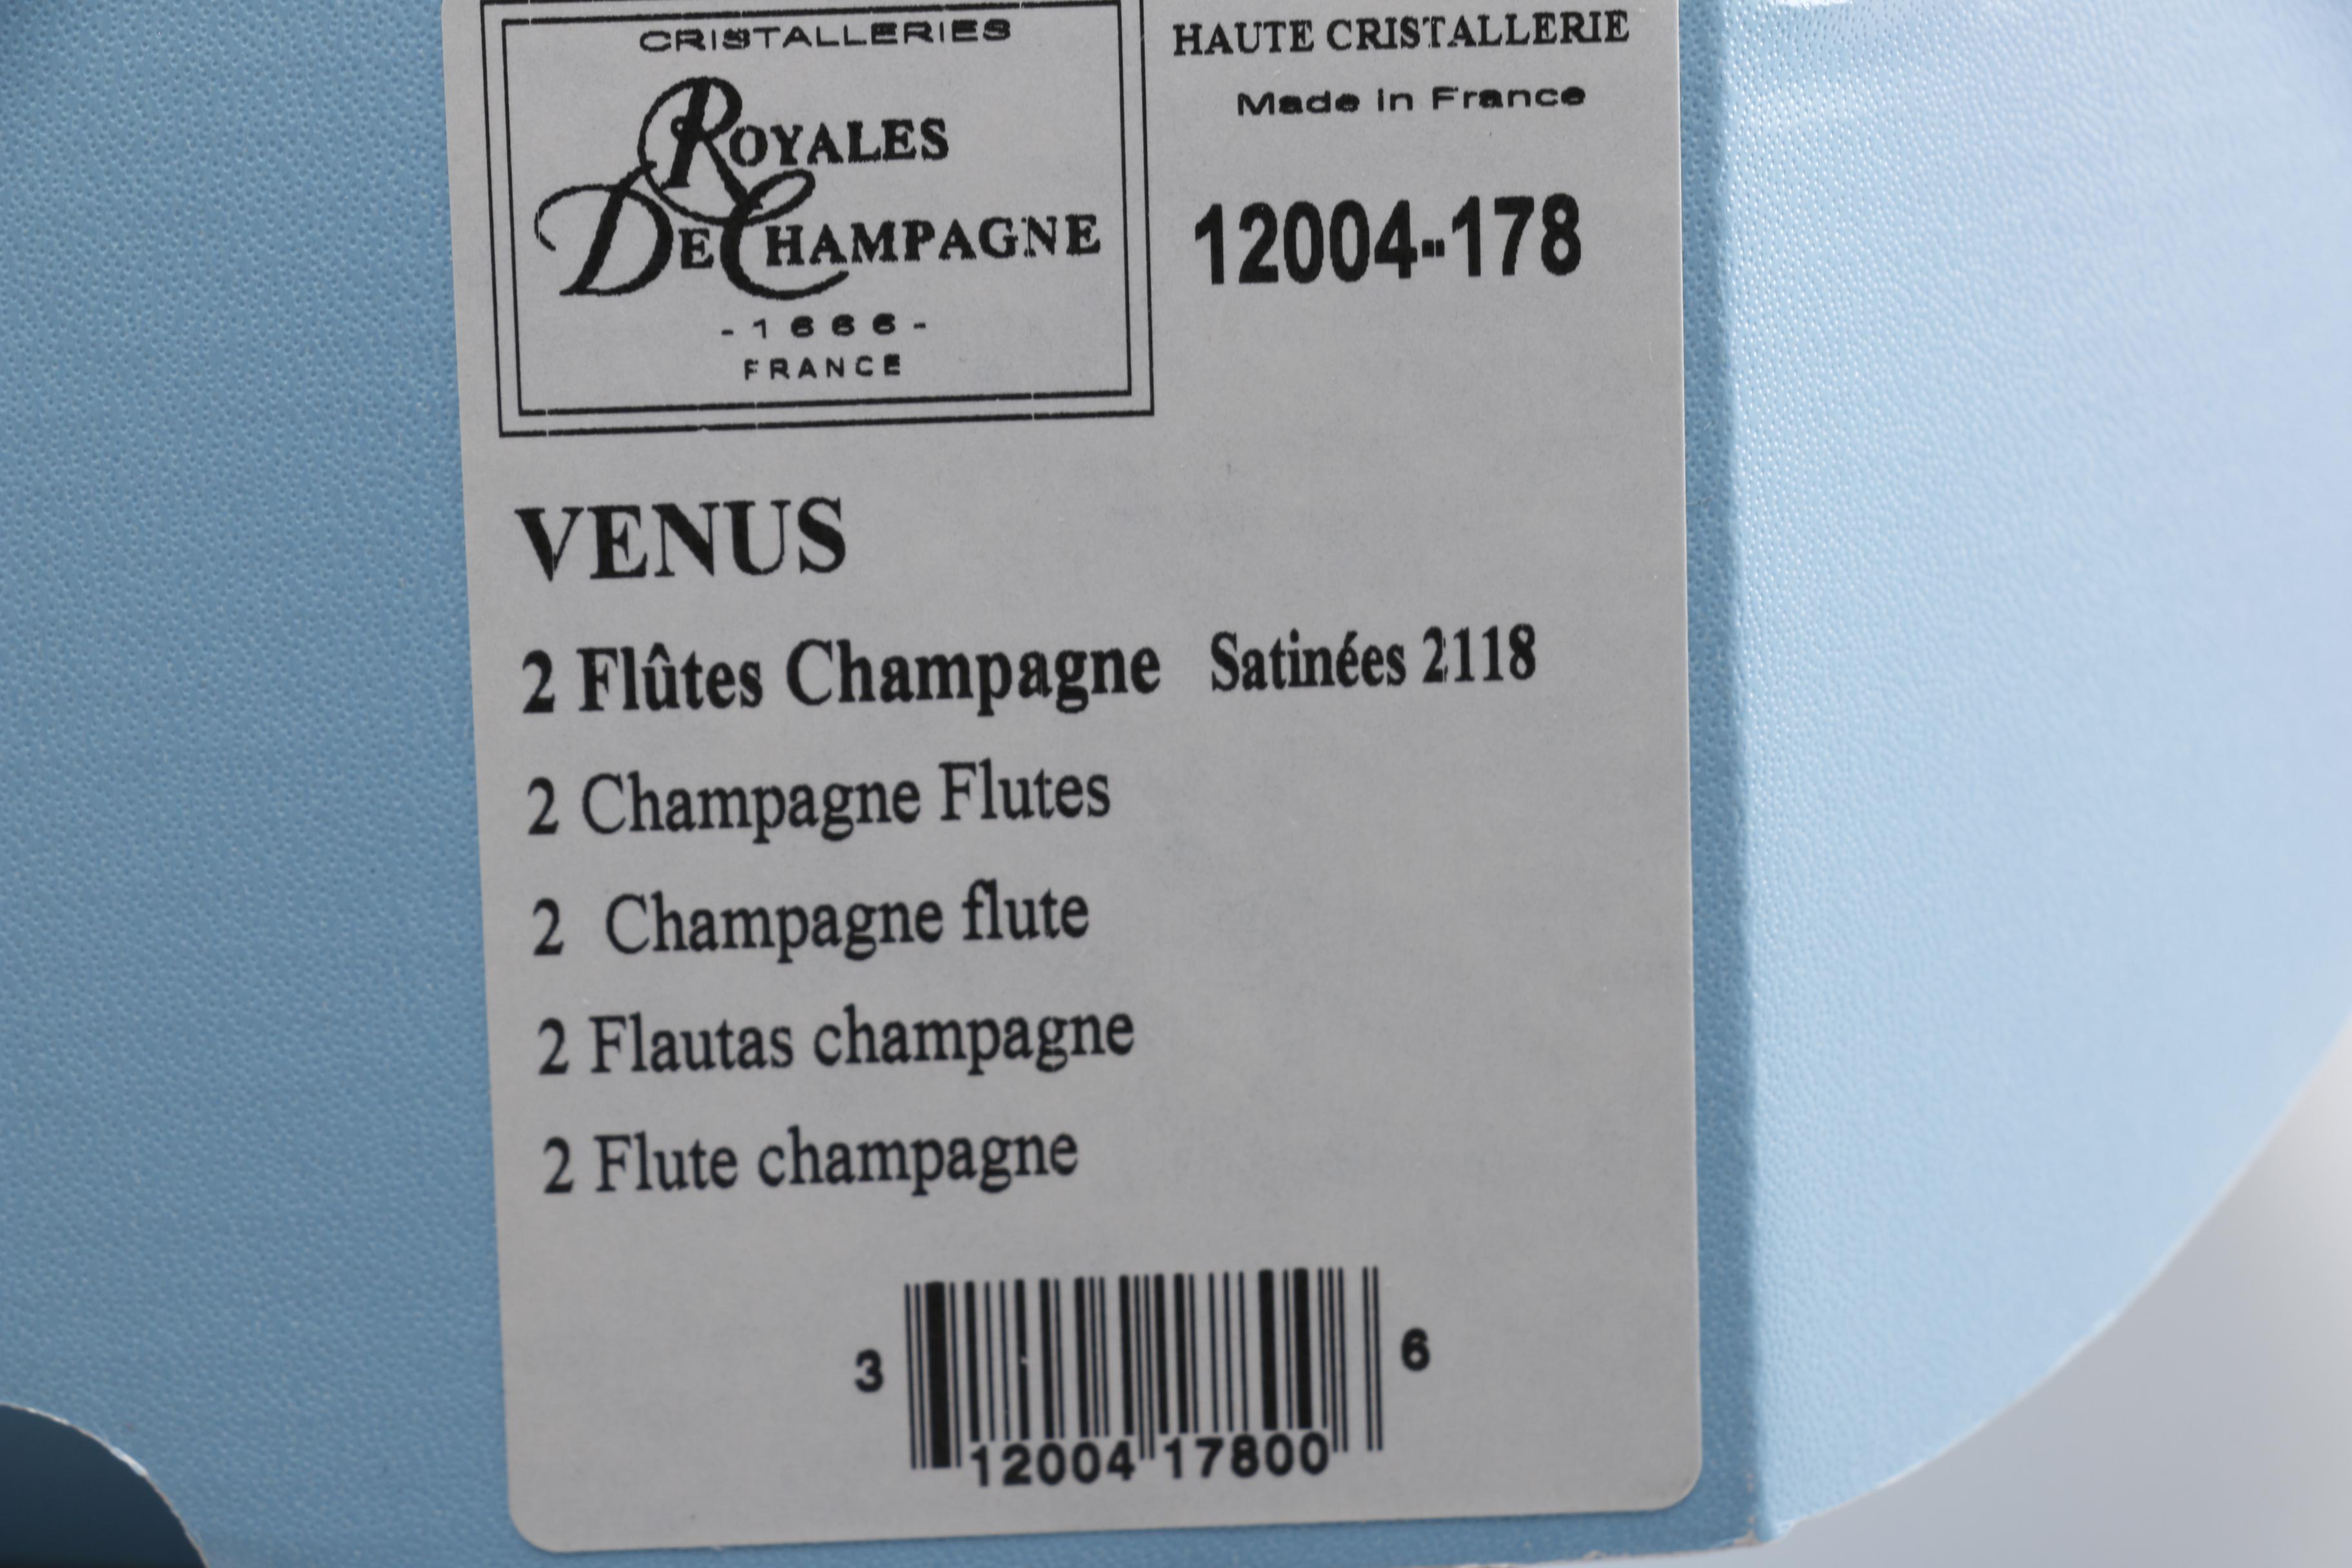 CRISTALLERIES
ROYALES
DE CHAMPAGNE
-1666-
FRANCE
HAUTE CRISTALLERIE
Made in France
12004-178
VENUS
2 Flûtes Champagne Satinées 2118
2 Champagne Flutes
2 Champagne flute
2 Flautas champagne
2 Flute champagne
3 12004 17800 6